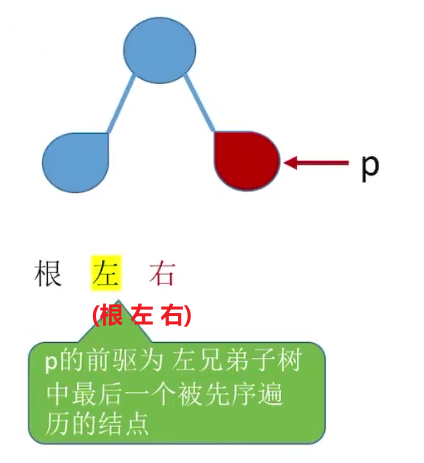 p
根 左 右
(根 左 右)
p的前驱为 左兄弟子树
中最后一个被先序遍
历的结点